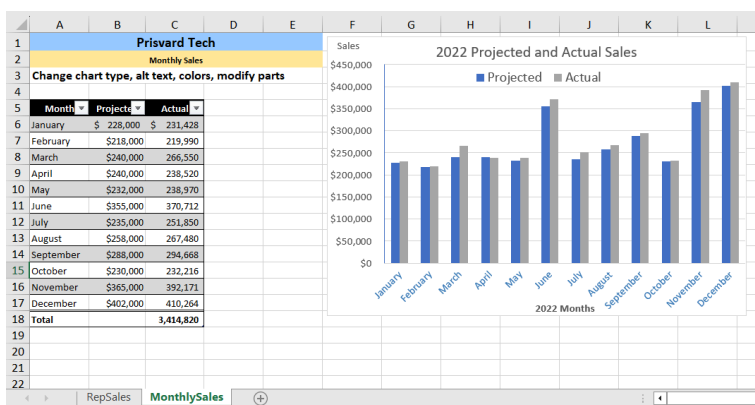 A B C D E F G H I J K L
1 Prisvard Tech
2 Monthly Sales
3 Change chart type, alt text, colors, modify parts
4
5 Month Projecte Actual
6 January $ 228,000 $ 231,428
7 February $218,000 219,990
8 March $240,000 266,550
9 April $240,000 238,520
10 May $232,000 238,970
11 June $355,000 370,712
12 July $235,000 251,850
13 August $258,000 267,480
14 September $288,000 294,668
15 October $230,000 232,216
16 November $365,000 392,171
17 December $402,000 410,264
18 Total 3,414,820
19
20
21
22
Sales
2022 Projected and Actual Sales
Projected Actual
$450,000
$400,000
$350,000
$300,000
$250,000
$200,000
$150,000
$100,000
$50,000
$0
January February March April May June July August September October November December
2022 Months
RepSales MonthlySales